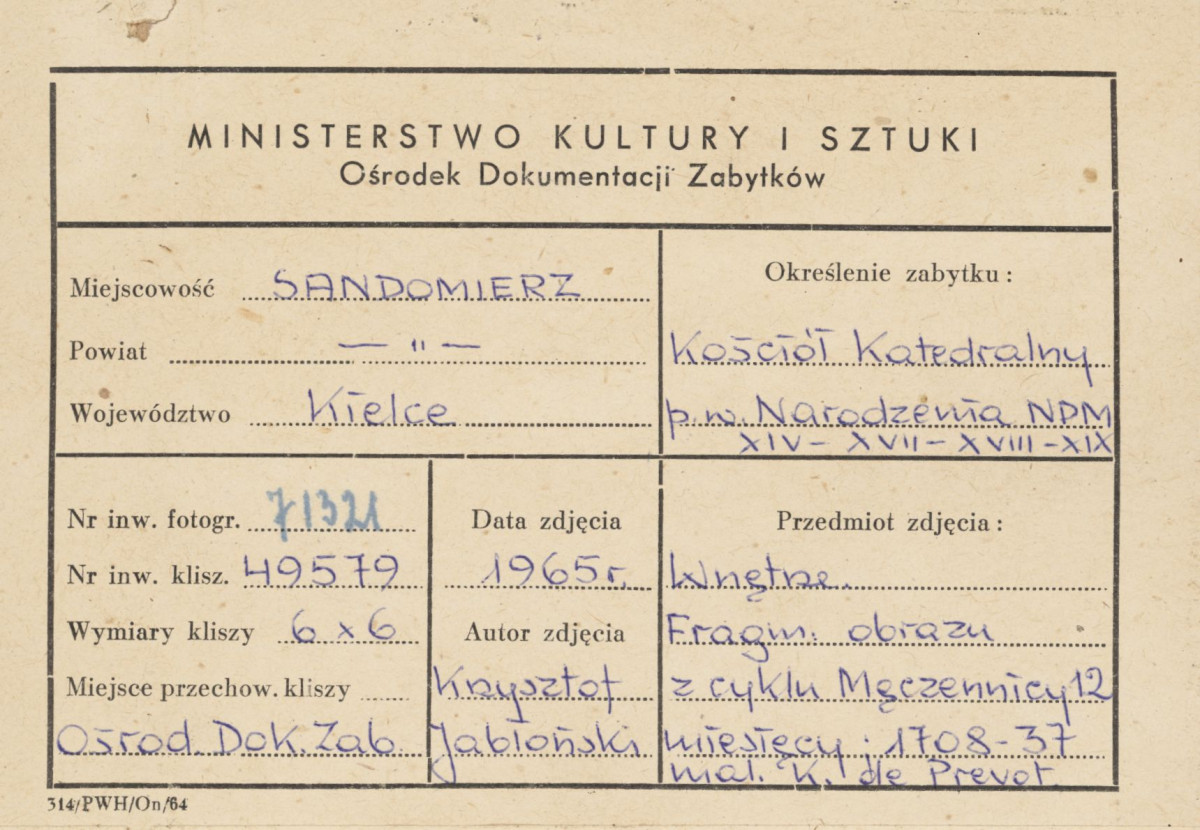 MINISTERSTWO KULTURY I SZTUKI
Ośrodek Dokumentacji Zabytków
Miejscowość SANDOMIERZ
Powiat — " —
Województwo Kielce
Określenie zabytku:
Kościół Katedralny
p.w. Narodzenia NPM
XIV – XVII – XVIII – XIX
Nr inw. fotogr. 71321
Nr inw. klisz. 49579
Wymiary kliszy 6 x 6
Miejsce przechow. kliszy
Ośrod. Dok. Zab
Data zdjęcia
1965 r.
Autor zdjęcia
Krzysztof
Jabłoński
Przedmiot zdjęcia:
Wnętrze.
Fragm. obrazu
z cyklu Męczennicy 12
miesięcy; 1708-37
mal. K. de Prevot
314/PWH/On/64